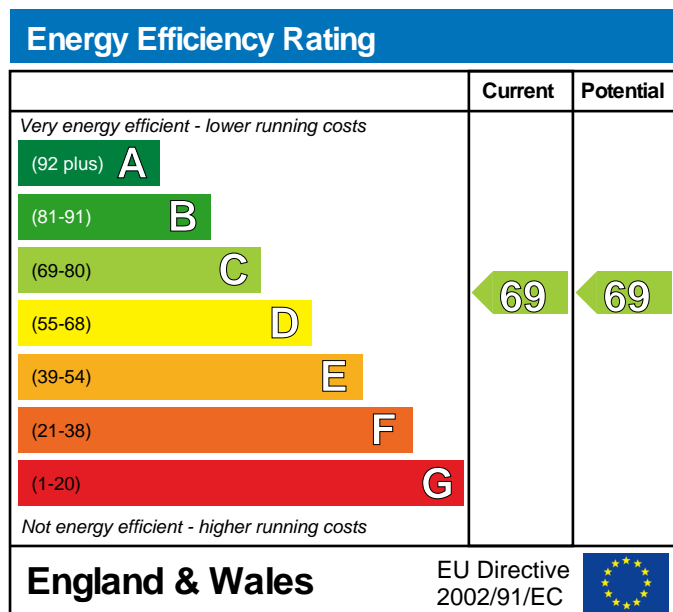 Energy Efficiency Rating
Current Potential
Very energy efficient - lower running costs
(92 plus) A
(81-91) B
(69-80) C
69 69
(55-68) D
(39-54) E
(21-38) F
(1-20) G
Not energy efficient - higher running costs
England & Wales
EU Directive
2002/91/EC